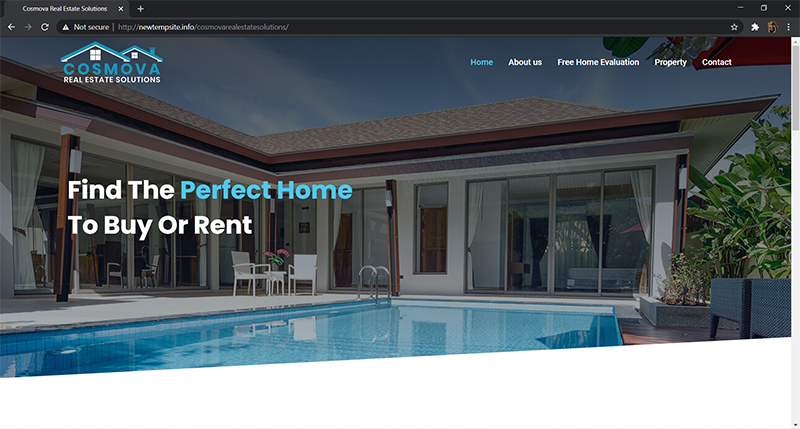 Cosmova Real Estate Solutions
Not secure | http://newtempsite.info/cosmovarealestatesolutions/
COSMOVA
REAL ESTATE SOLUTIONS
Home About us Free Home Evaluation Property Contact
Find The Perfect Home
To Buy Or Rent